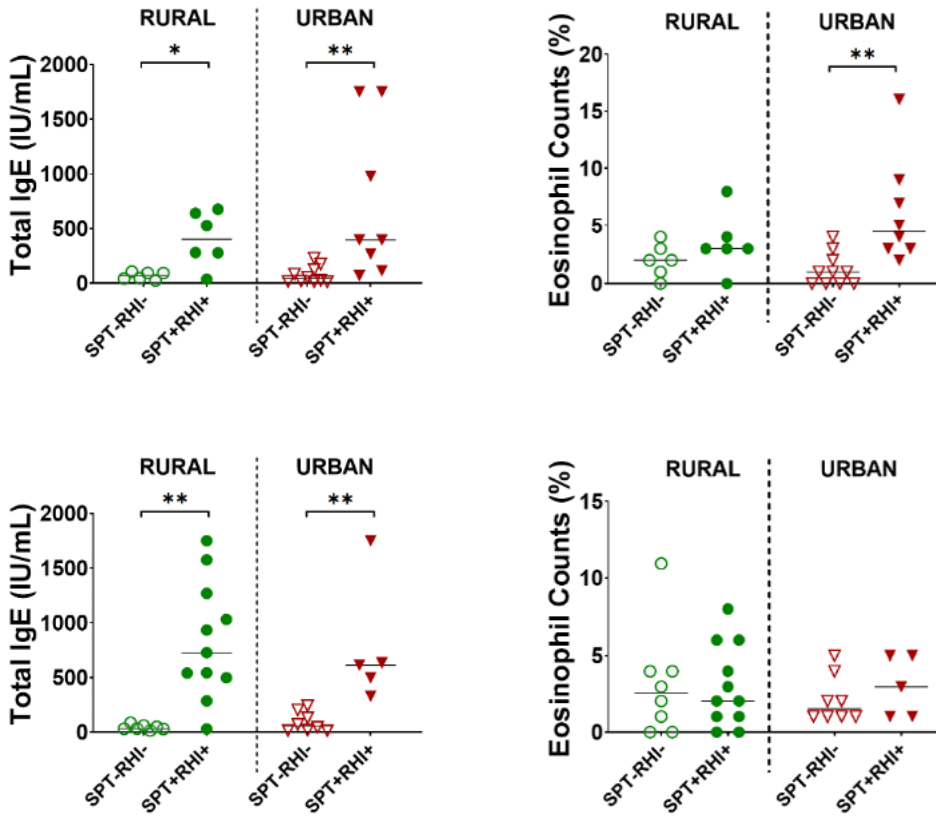 RURAL URBAN
* **
Total IgE (IU/mL)
2000
1500
1000
500
0
SPT-RHI- SPT+RHI+ SPT-RHI- SPT+RHI+
RURAL URBAN
**
Eosinophil Counts (%)
20
15
10
5
0
SPT-RHI- SPT+RHI+ SPT-RHI- SPT+RHI+
RURAL URBAN
** **
Total IgE (IU/mL)
2000
1500
1000
500
0
SPT-RHI- SPT+RHI+ SPT-RHI- SPT+RHI+
RURAL URBAN
Eosinophil Counts (%)
15
10
5
0
SPT-RHI- SPT+RHI+ SPT-RHI- SPT+RHI+